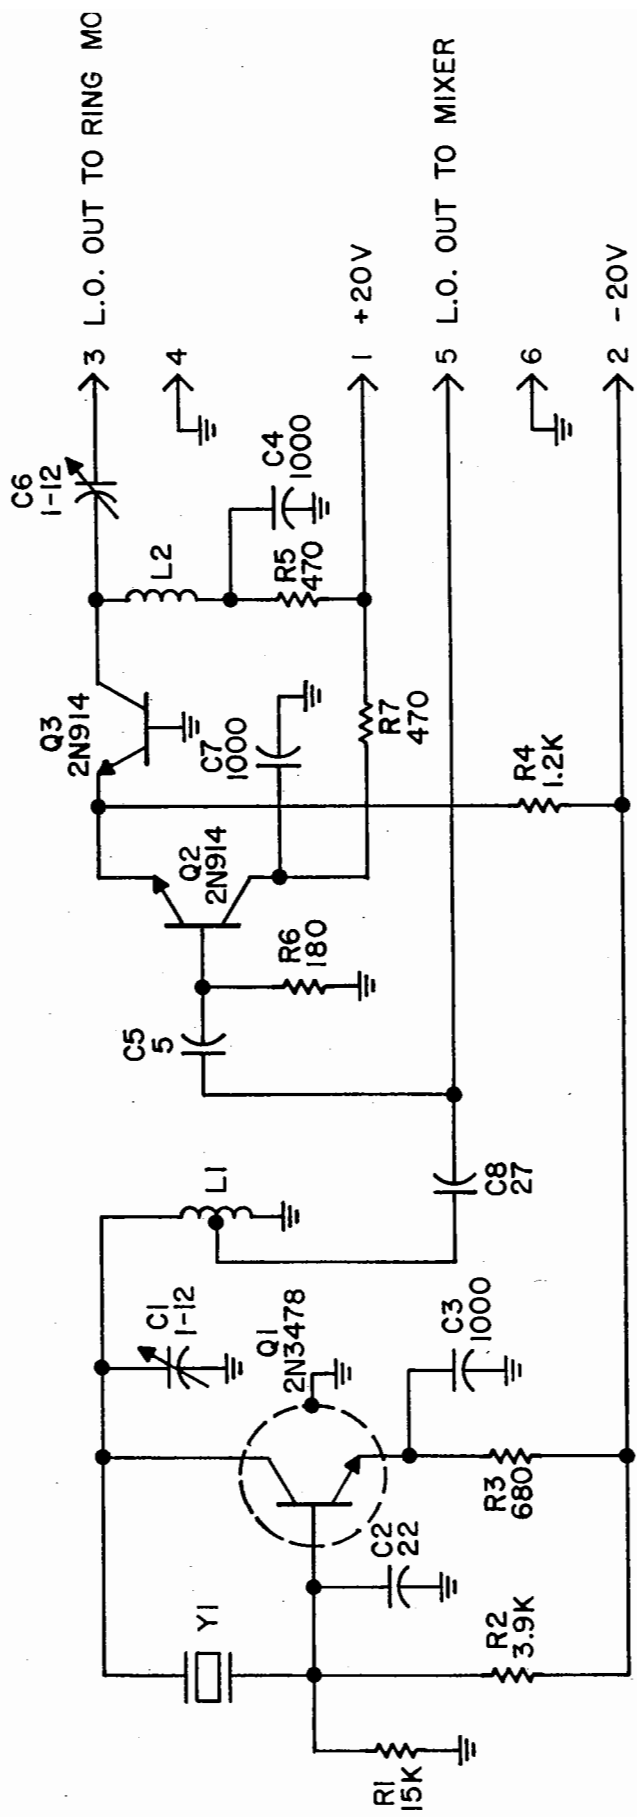 C6
1-12
3 L.O. OUT TO RING MO
4
L2
C4
1000
R5
470
1 +20V
5 L.O. OUT TO MIXER
6
2 -20V
Q3
2N914
C7
1000
R7
470
R4
1.2K
Q2
2N914
R6
180
C5
5
L1
C8
27
C1
1-12
Q1
2N3478
C3
1000
R3
680
C2
22
Y1
R2
3.9K
R1
15K